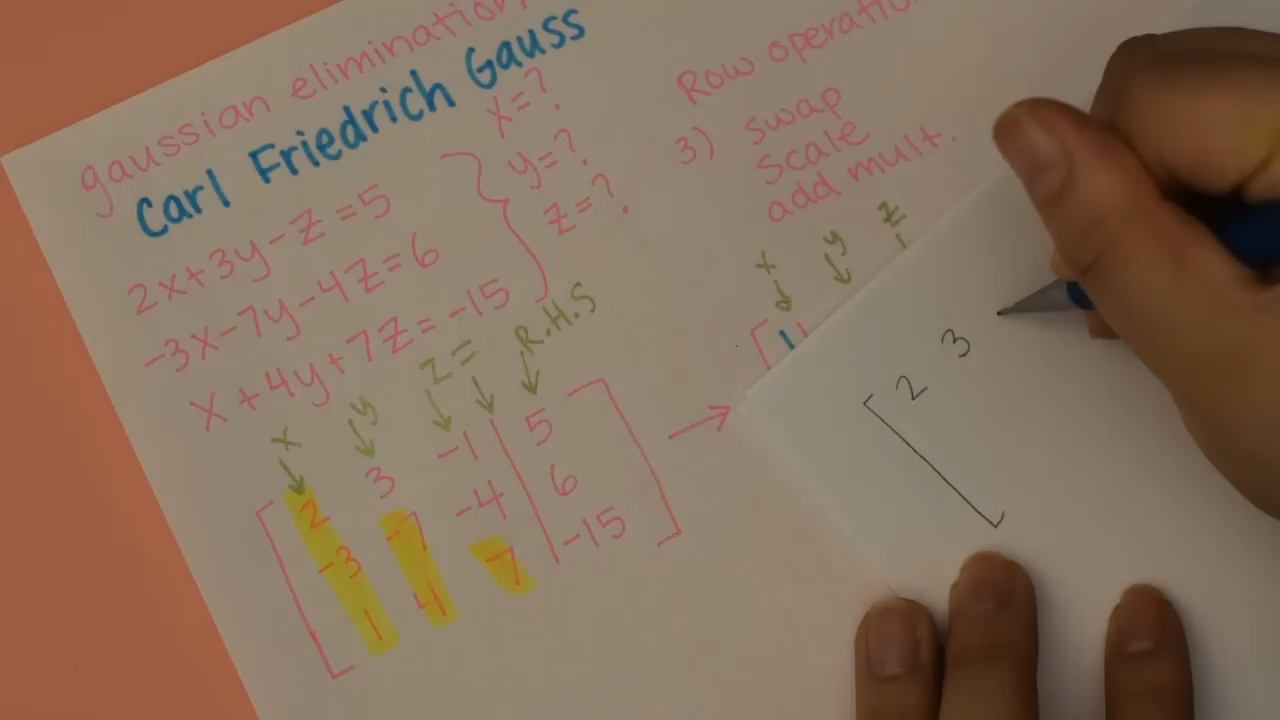 gaussian elimination
Carl Friedrich Gauss
2x+3y-z=5
-3x-7y-4z=6
x+4y+7z=-15
x=?
y=?
z=?
x y z = R.H.S
2 3 -1 5
-3 -7 -4 6
1 4 7 -15
Row
3) swap
scale
add mult.
x y z
1
2 3